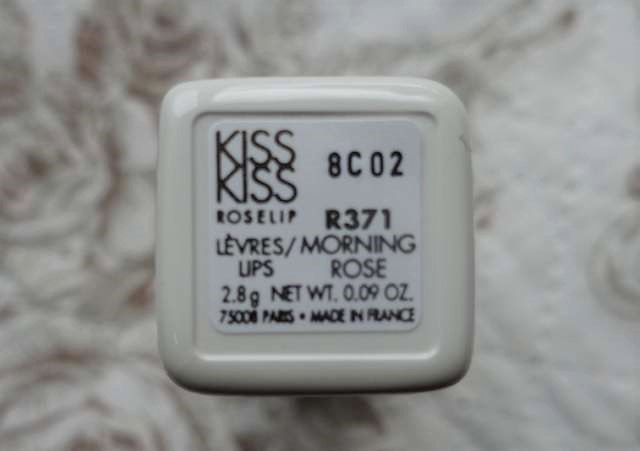 KISS
KISS
8C02
ROSELIP R371
LÈVRES/MORNING
LIPS ROSE
2.8g NET WT. 0.09 OZ.
75008 PARIS • MADE IN FRANCE